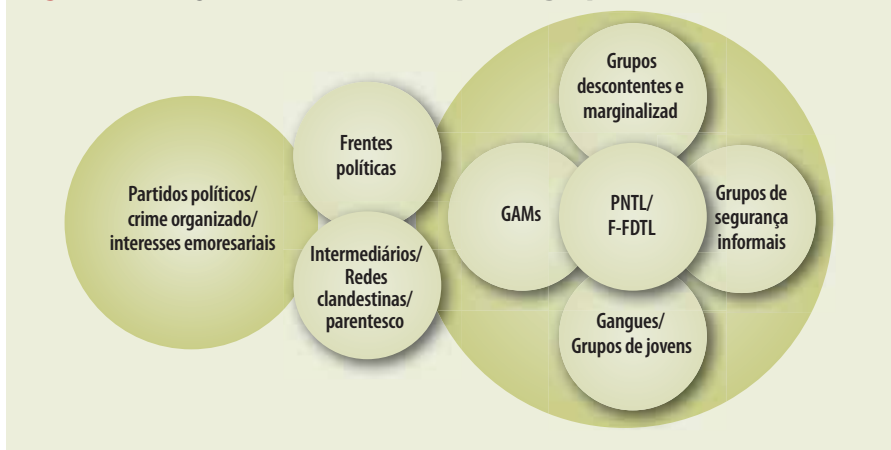 Partidos políticos/
crime organizado/
interesses emoresariais
Frentes
políticas
Intermediários/
Redes
clandestinas/
parentesco
Grupos
descontentes e
marginalizad
GAMs
PNTL/
F-FDTL
Grupos de
segurança
informais
Gangues/
Grupos de jovens